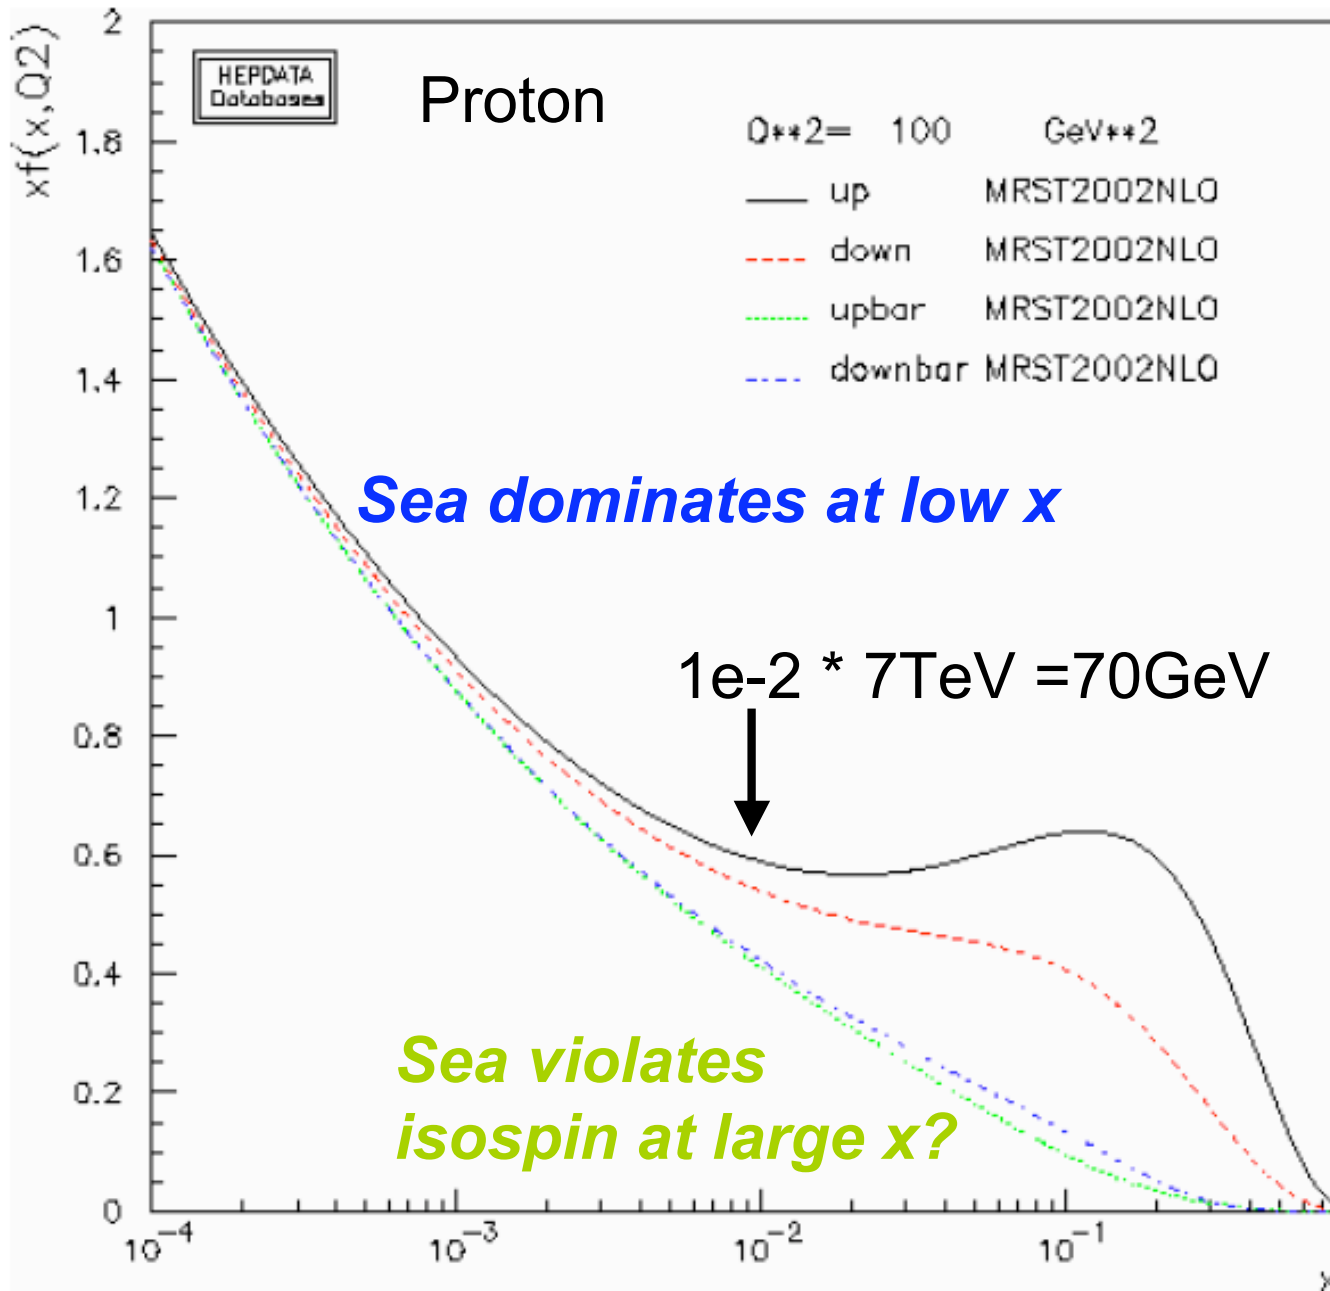 xf(x,Q2)
HEPDATA
Databases
Proton
Q**2= 100 GeV**2
up MRST2002NLO
down MRST2002NLO
upbar MRST2002NLO
downbar MRST2002NLO
Sea dominates at low x
1e-2 * 7TeV =70GeV
Sea violates
isospin at large x?
2
1.8
1.6
1.4
1.2
1
0.8
0.6
0.4
0.2
0
10^-4 10^-3 10^-2 10^-1
x